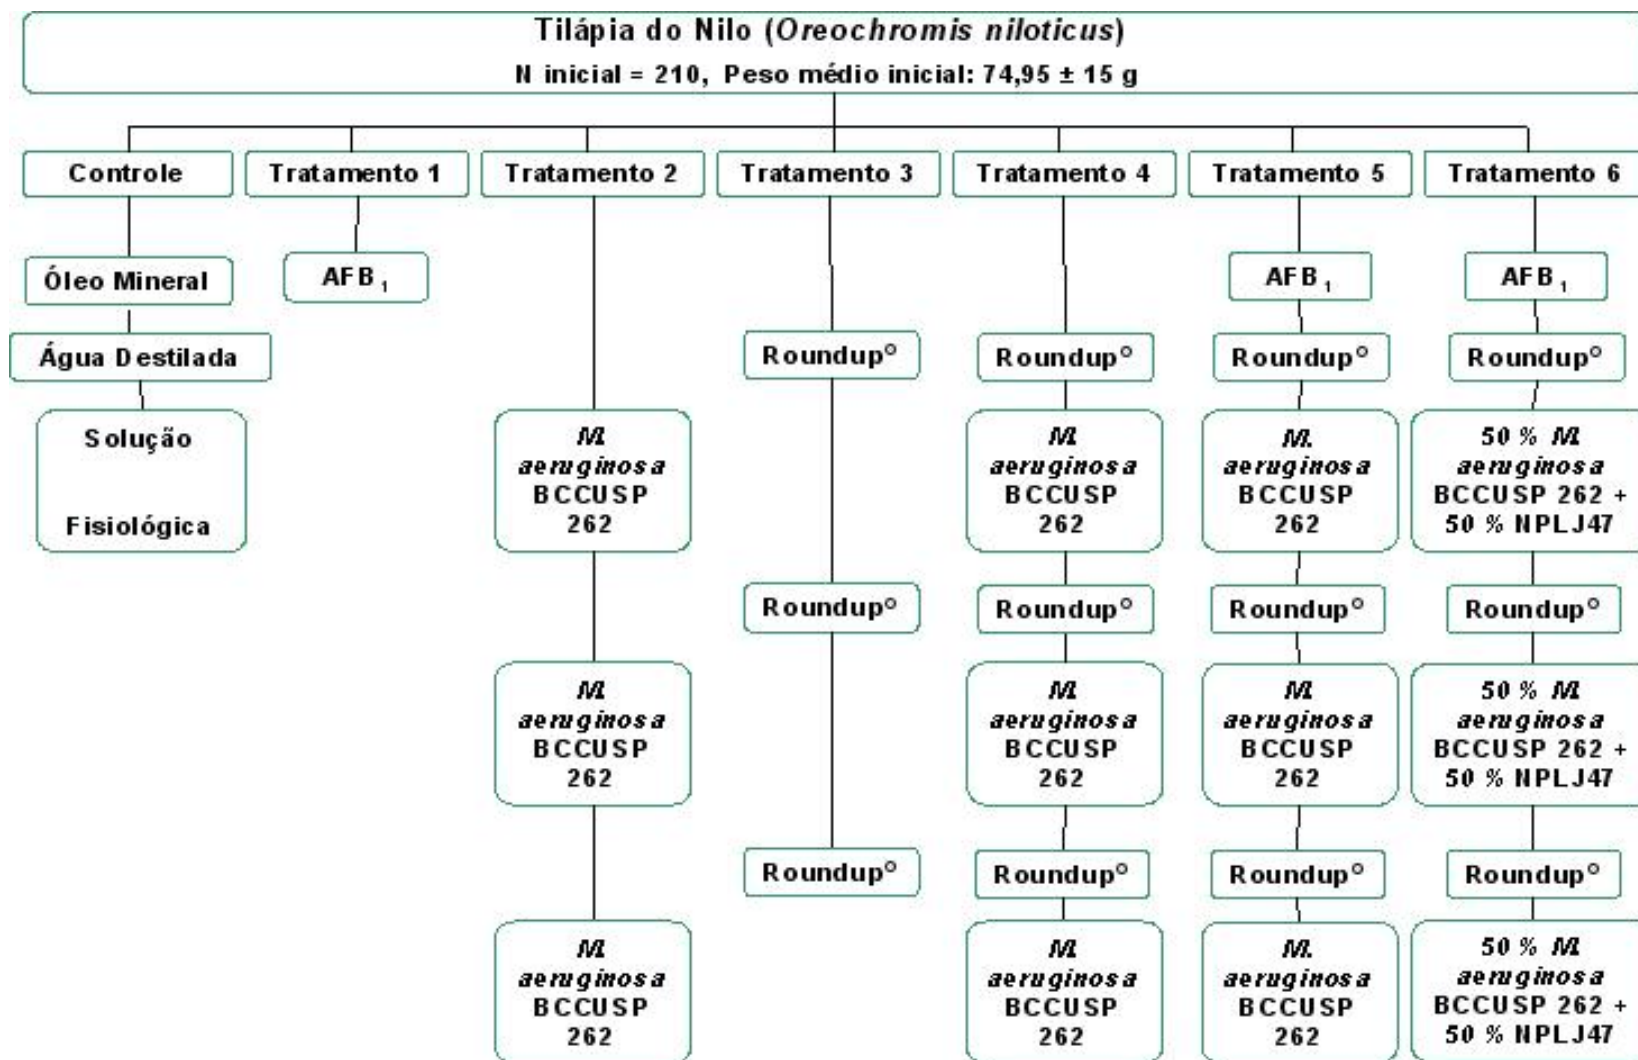 Tilápia do Nilo (Oreochromis niloticus)
N inicial = 210, Peso médio inicial: 74,95 ± 15 g
Controle
Tratamento 1
Tratamento 2
Tratamento 3
Tratamento 4
Tratamento 5
Tratamento 6
Óleo Mineral
AFB₁
AFB₁
AFB₁
Água Destilada
Roundup°
Roundup°
Roundup°
Roundup°
Solução
Fisiológica
M.
aeruginosa
BCCUSP
262
M.
aeruginosa
BCCUSP
262
M.
aeruginosa
BCCUSP
262
50 % M.
aeruginosa
BCCUSP 262 +
50 % NPLJ47
Roundup°
Roundup°
Roundup°
Roundup°
M.
aeruginosa
BCCUSP
262
M.
aeruginosa
BCCUSP
262
M.
aeruginosa
BCCUSP
262
50 % M.
aeruginosa
BCCUSP 262 +
50 % NPLJ47
Roundup°
Roundup°
Roundup°
Roundup°
M.
aeruginosa
BCCUSP
262
M.
aeruginosa
BCCUSP
262
M.
aeruginosa
BCCUSP
262
50 % M.
aeruginosa
BCCUSP 262 +
50 % NPLJ47